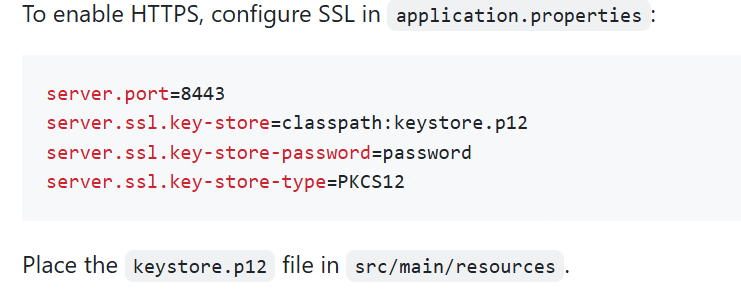 To enable HTTPS, configure SSL in application.properties:
server.port=8443
server.ssl.key-store=classpath:keystore.p12
server.ssl.key-store-password=password
server.ssl.key-store-type=PKCS12
Place the keystore.p12 file in src/main/resources.